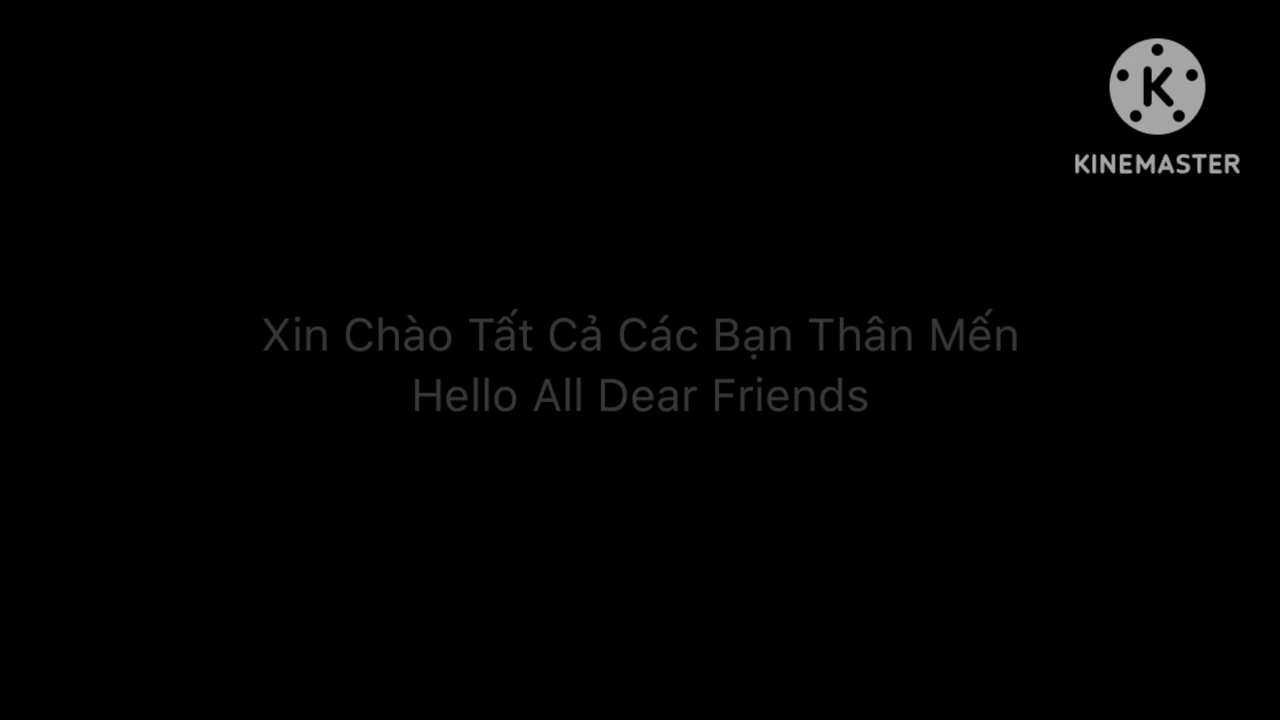 K
KINEMASTER
Xin Chào Tất Cả Các Bạn Thân Mến
Hello All Dear Friends